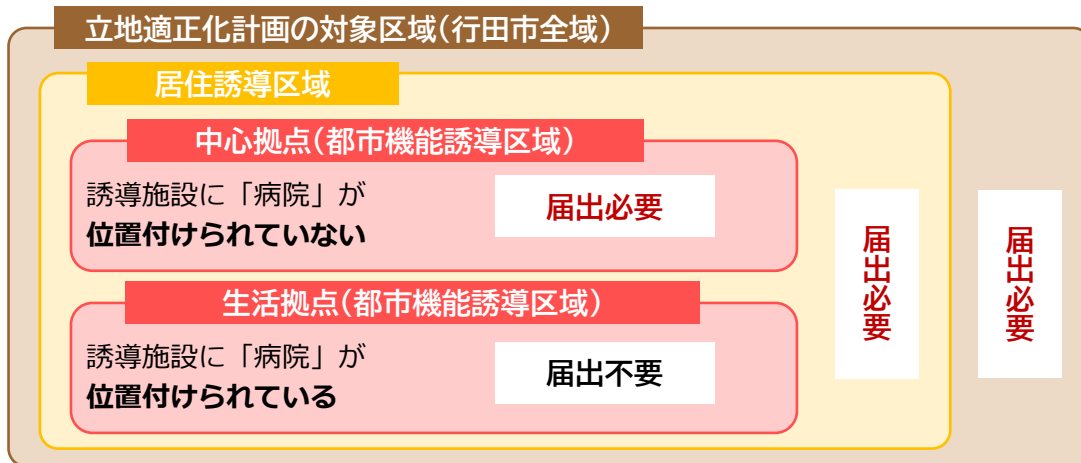 立地適正化計画の対象区域（行田市全域）
居住誘導区域
中心拠点（都市機能誘導区域）
誘導施設に「病院」が
位置付けられていない
届出必要
生活拠点（都市機能誘導区域）
誘導施設に「病院」が
位置付けられている
届出不要
届出必要
届出必要